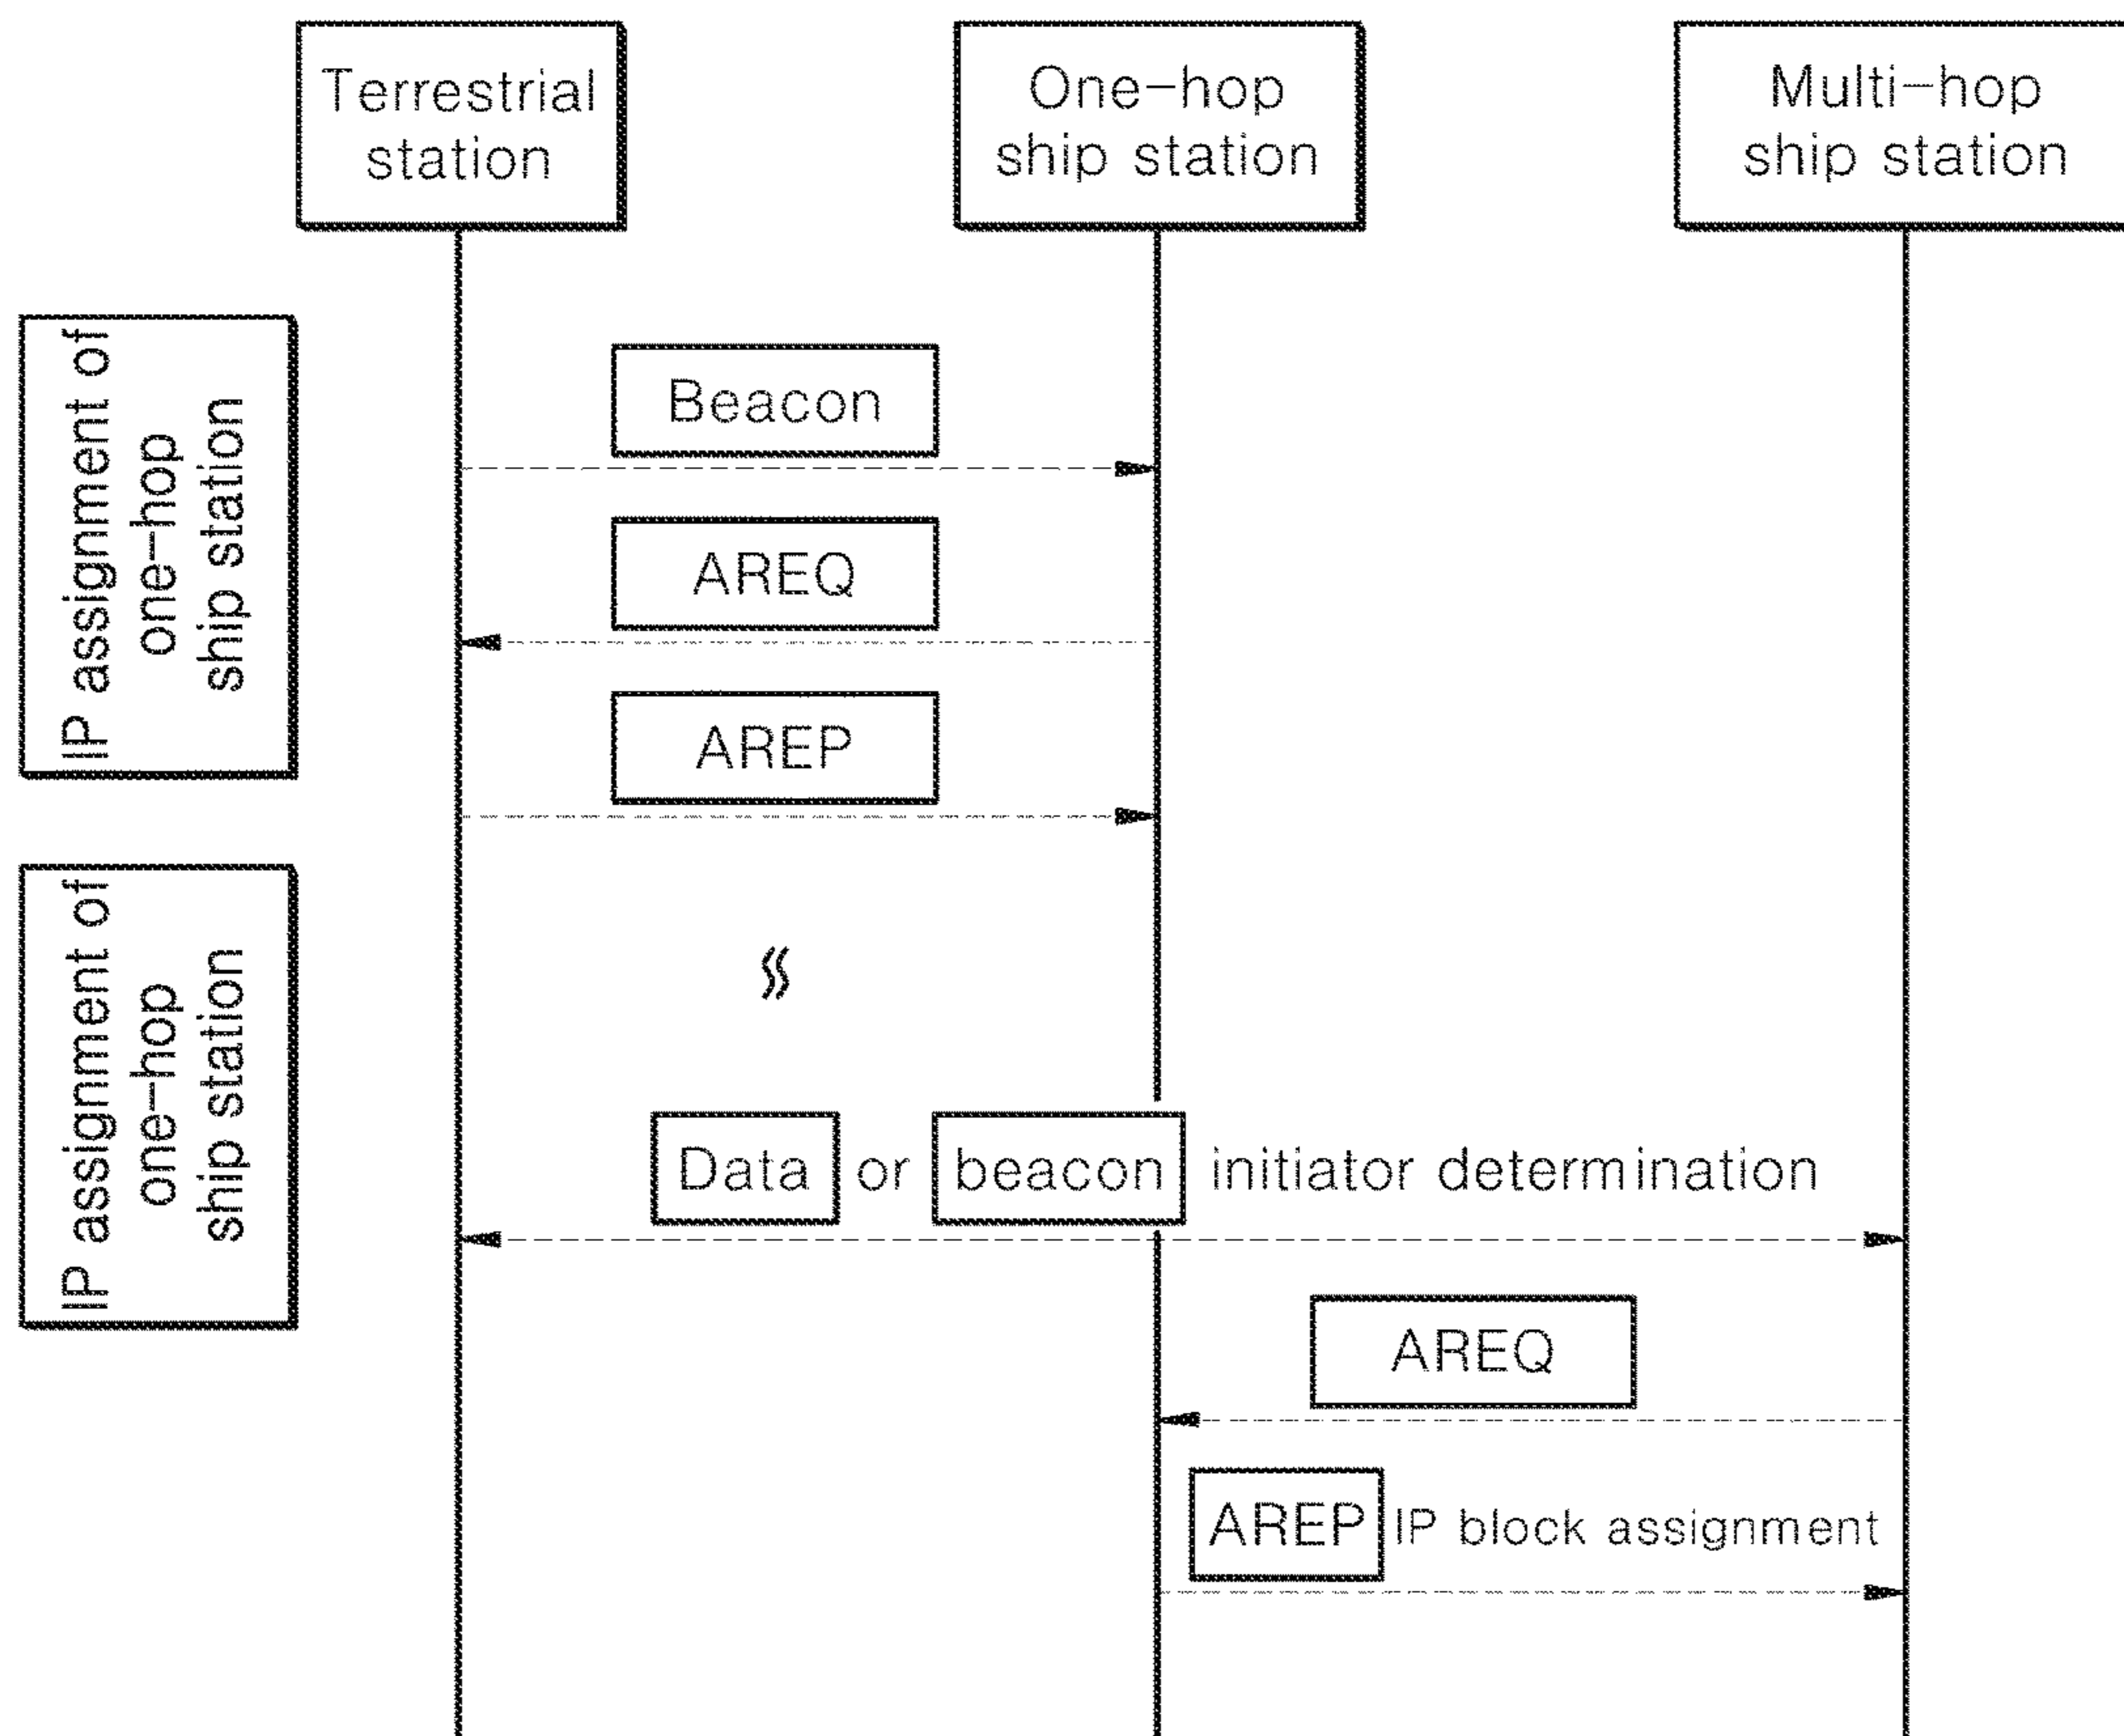 Terrestrial
station
One-hop
ship station
Multi-hop
ship station
IP assignment of
one-hop
ship station
Beacon
AREQ
AREP
IP assignment of
one-hop
ship station
Data or beacon initiator determination
AREQ
AREP IP block assignment